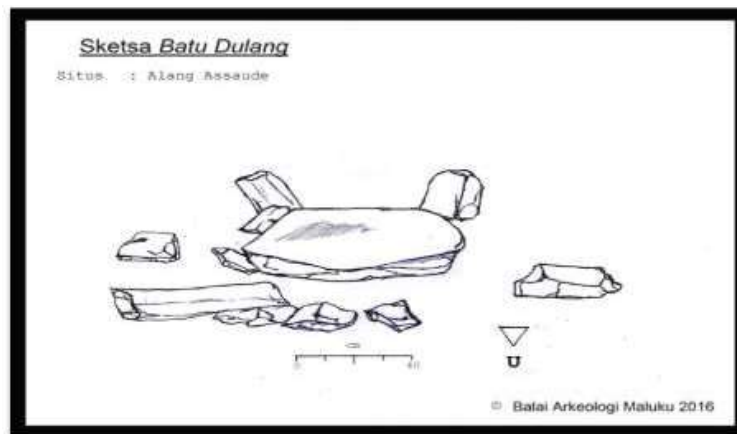 Sketsa Batu Dulang
Situs : Alang Assaude
0 40
U
© Balai Arkeologi Maluku 2016